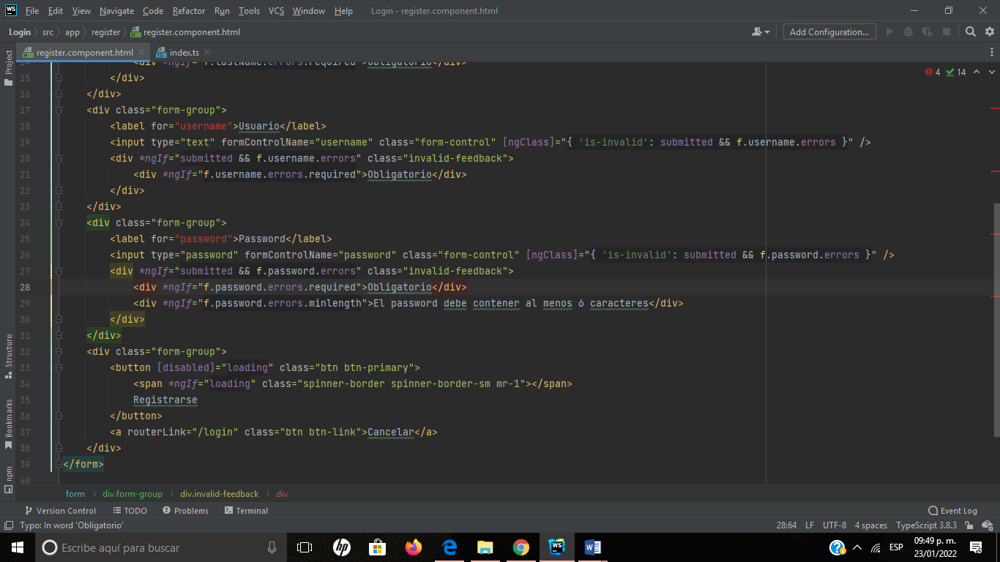 File Edit View Navigate Code Refactor Run Tools VCS Window Help Login - register.component.html
Login src app register register.component.html Add Configuration...
register.component.html index.ts
Project
14 <div *ngIf="f.lastName.errors.required">Obligatorio</div>
15 </div>
16 </div>
17 <div class="form-group">
18 <label for="username">Usuario</label>
19 <input type="text" formControlName="username" class="form-control" [ngClass]="{ 'is-invalid': submitted && f.username.errors }" />
20 <div *ngIf="submitted && f.username.errors" class="invalid-feedback">
21 <div *ngIf="f.username.errors.required">Obligatorio</div>
22 </div>
23 </div>
24 <div class="form-group">
25 <label for="password">Password</label>
26 <input type="password" formControlName="password" class="form-control" [ngClass]="{ 'is-invalid': submitted && f.password.errors }" />
27 <div *ngIf="submitted && f.password.errors" class="invalid-feedback">
28 <div *ngIf="f.password.errors.required">Obligatorio</div>
29 <div *ngIf="f.password.errors.minlength">El password debe contener al menos 6 caracteres</div>
30 </div>
31 </div>
32 <div class="form-group">
33 <button [disabled]="loading" class="btn btn-primary">
34 <span *ngIf="loading" class="spinner-border spinner-border-sm mr-1"></span>
35 Registrarse
36 </button>
37 <a routerLink="/login" class="btn btn-link">Cancelar</a>
38 </div>
39 </form>
40
4 14
Structure
Bookmarks
npm
form div.form-group div.invalid-feedback div
Version Control TODO Problems Terminal Event Log
Typo: In word 'Obligatorio' 28:64 LF UTF-8 4 spaces TypeScript 3.8.3
Escribe aquí para buscar ESP 09:49 p. m.
23/01/2022